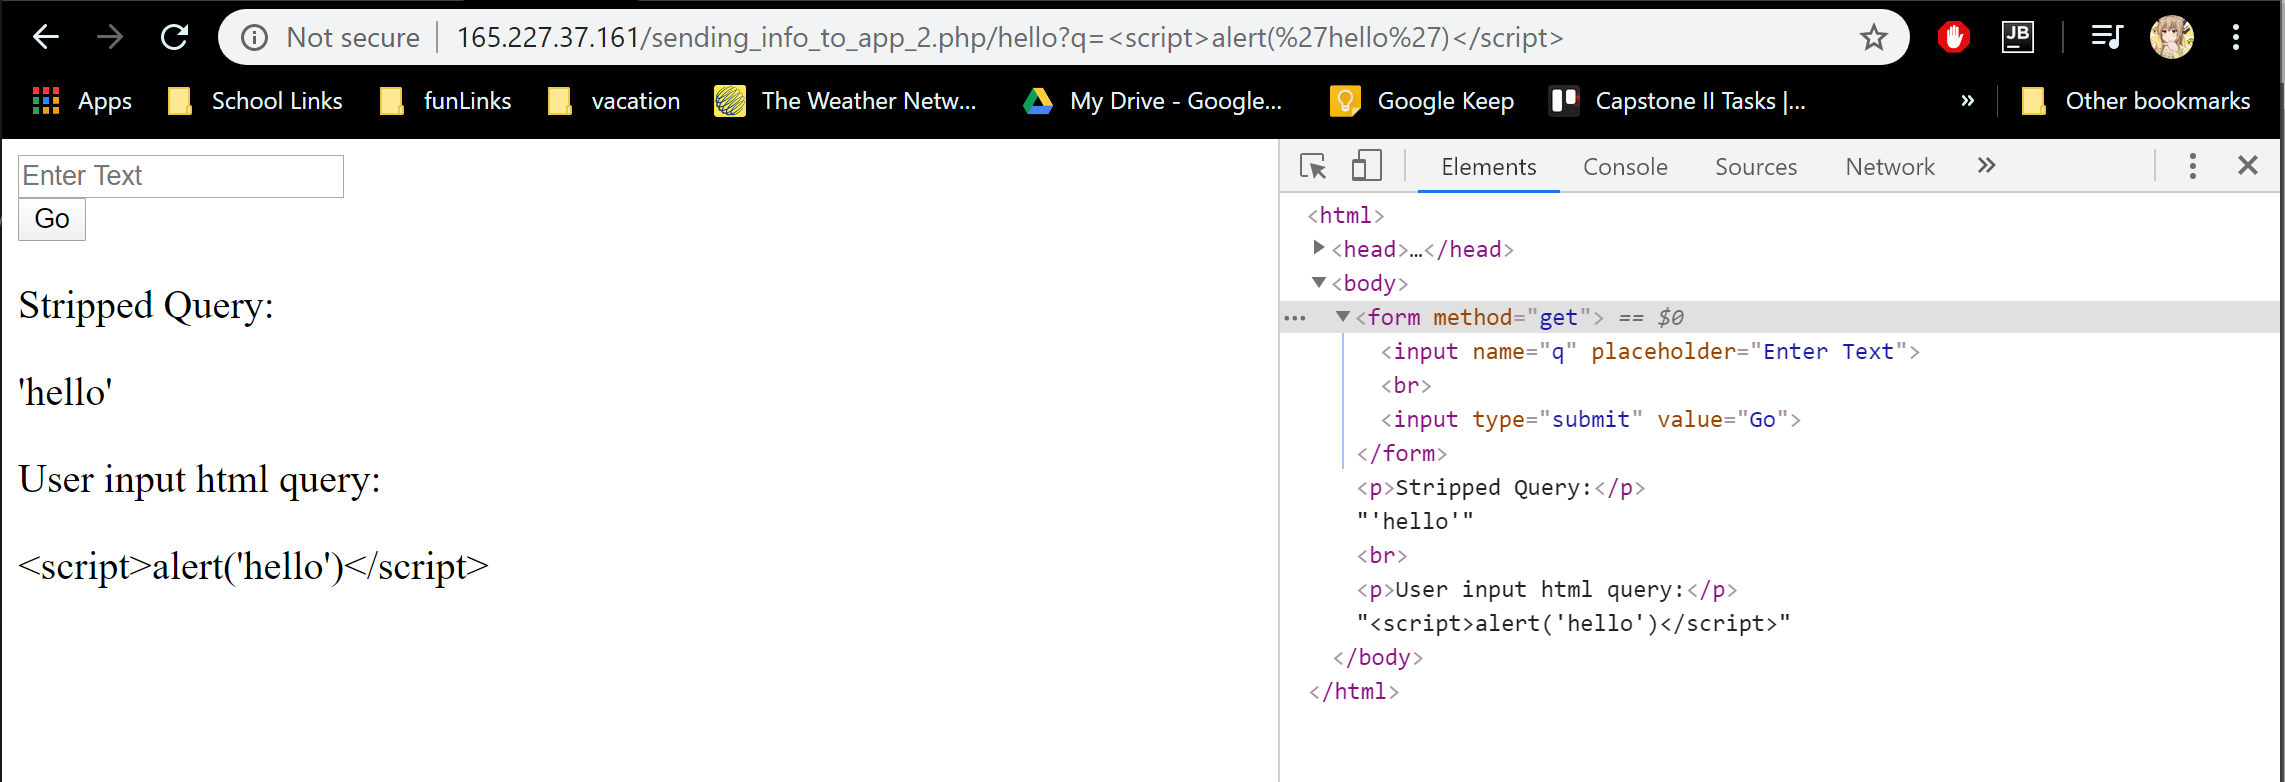 Not secure | 165.227.37.161/sending_info_to_app_2.php/hello?q=<script>alert(%27hello%27)</script>
JB
Apps School Links funLinks vacation The Weather Netw... My Drive - Google... Google Keep Capstone II Tasks |... » Other bookmarks
Enter Text
Go
Stripped Query:
'hello'
User input html query:
<script>alert('hello')</script>
Elements Console Sources Network »
<html>
<head>…</head>
<body>
<form method="get"> == $0
<input name="q" placeholder="Enter Text">
<br>
<input type="submit" value="Go">
</form>
<p>Stripped Query:</p>
"'hello'"
<br>
<p>User input html query:</p>
"<script>alert('hello')</script>"
</body>
</html>